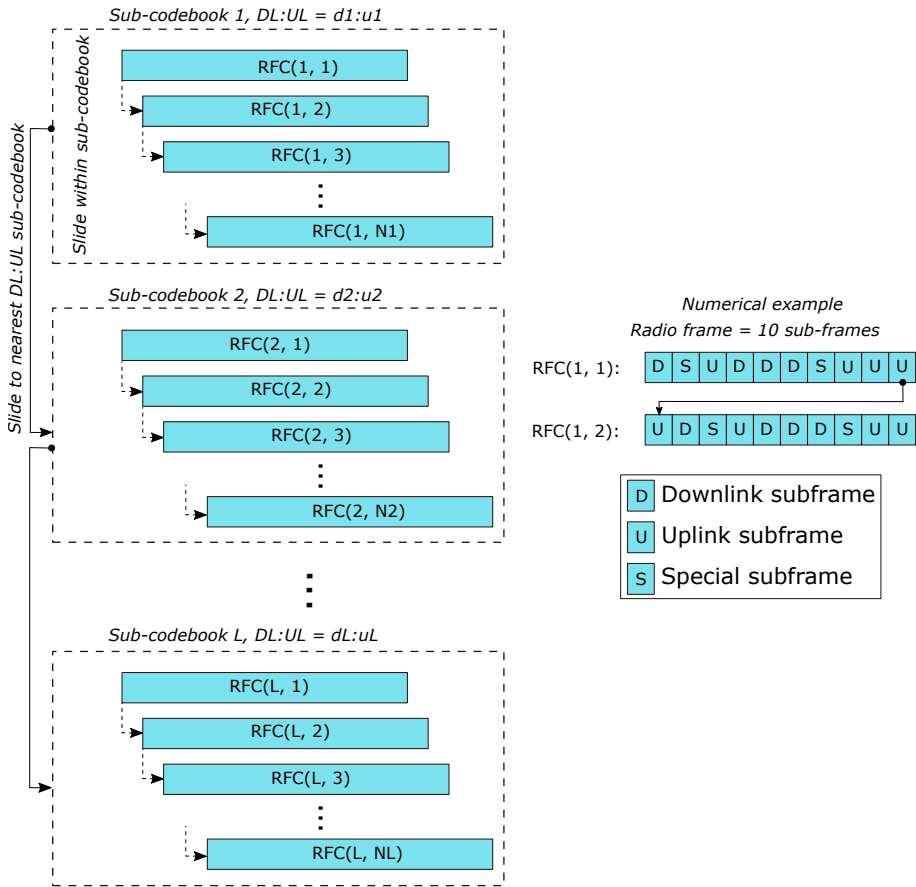 Sub-codebook 1, DL:UL = d1:u1
Slide to nearest DL:UL sub-codebook
Slide within sub-codebook
RFC(1, 1)
RFC(1, 2)
RFC(1, 3)
RFC(1, N1)
Sub-codebook 2, DL:UL = d2:u2
RFC(2, 1)
RFC(2, 2)
RFC(2, 3)
RFC(2, N2)
Sub-codebook L, DL:UL = dL:uL
RFC(L, 1)
RFC(L, 2)
RFC(L, 3)
RFC(L, NL)
Numerical example
Radio frame = 10 sub-frames
RFC(1, 1): D S U D D D S U U U
RFC(1, 2): U D S U D D D S U U
D Downlink subframe
U Uplink subframe
S Special subframe